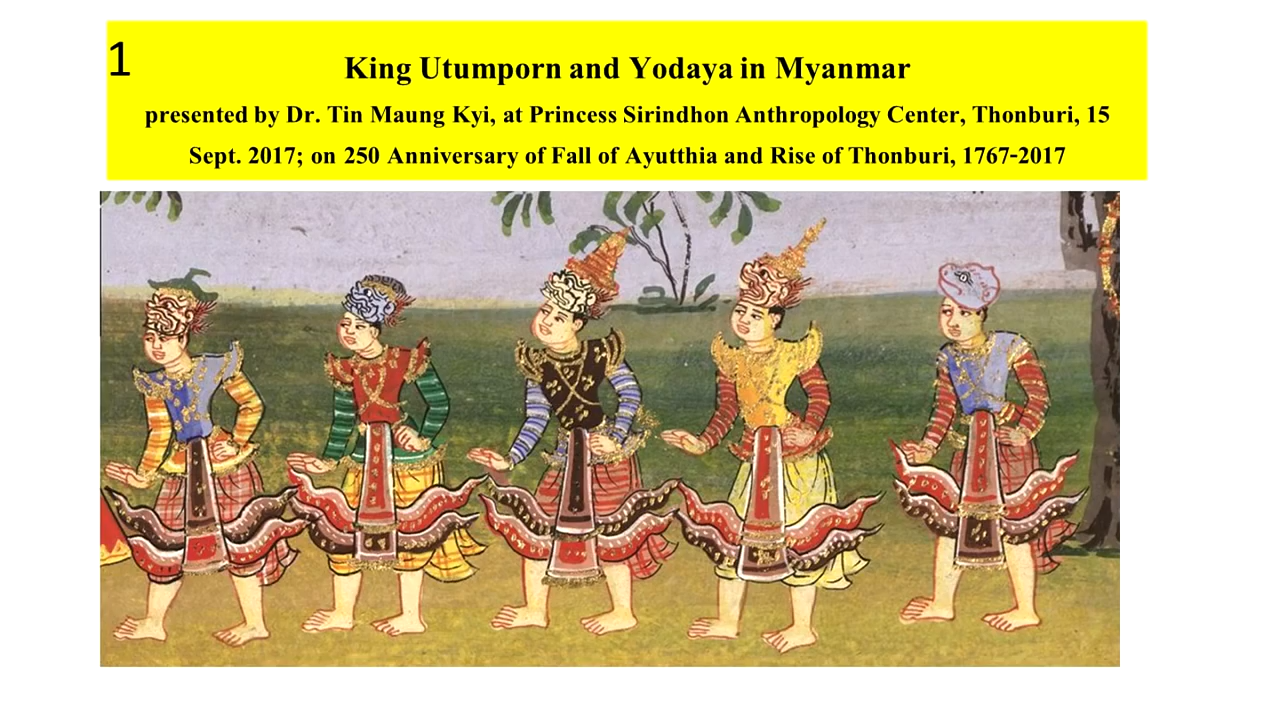 1
King Utumporn and Yodaya in Myanmar
presented by Dr. Tin Maung Kyi, at Princess Sirindhon Anthropology Center, Thonburi, 15
Sept. 2017; on 250 Anniversary of Fall of Ayutthia and Rise of Thonburi, 1767-2017